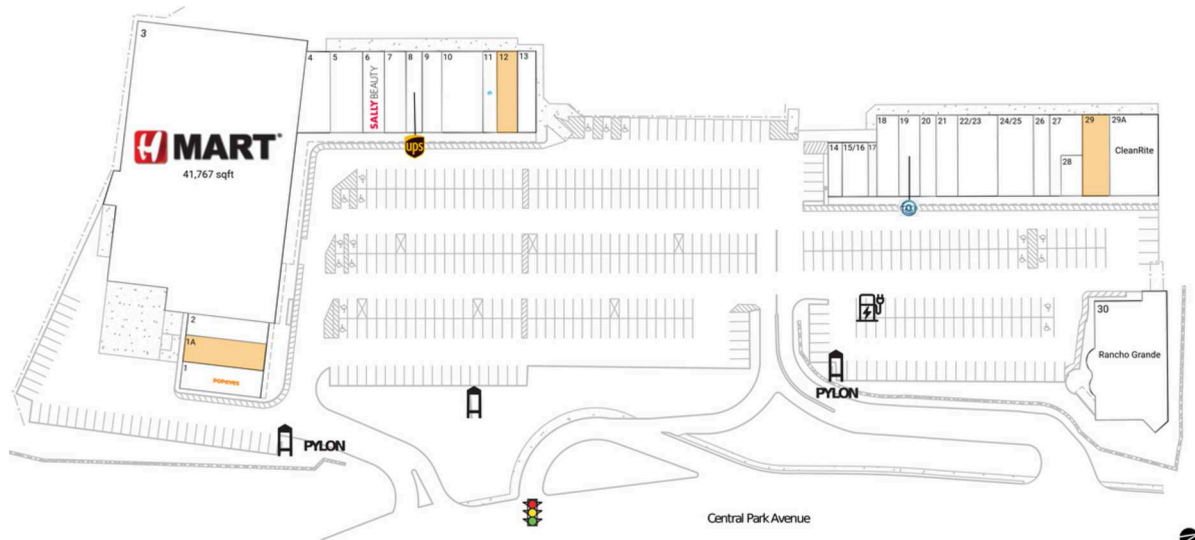 3
H MART
41,767 sqft
4
5
6
7
8
9
10
11
12
13
SALLY BEAUTY
ups
14
15/16
17
18
19
20
21
22/23
24/25
26
27
28
29
29A
CleanRite
2
1A
1
POPEYES
30
Rancho Grande
PYLON
PYLON
Central Park Avenue